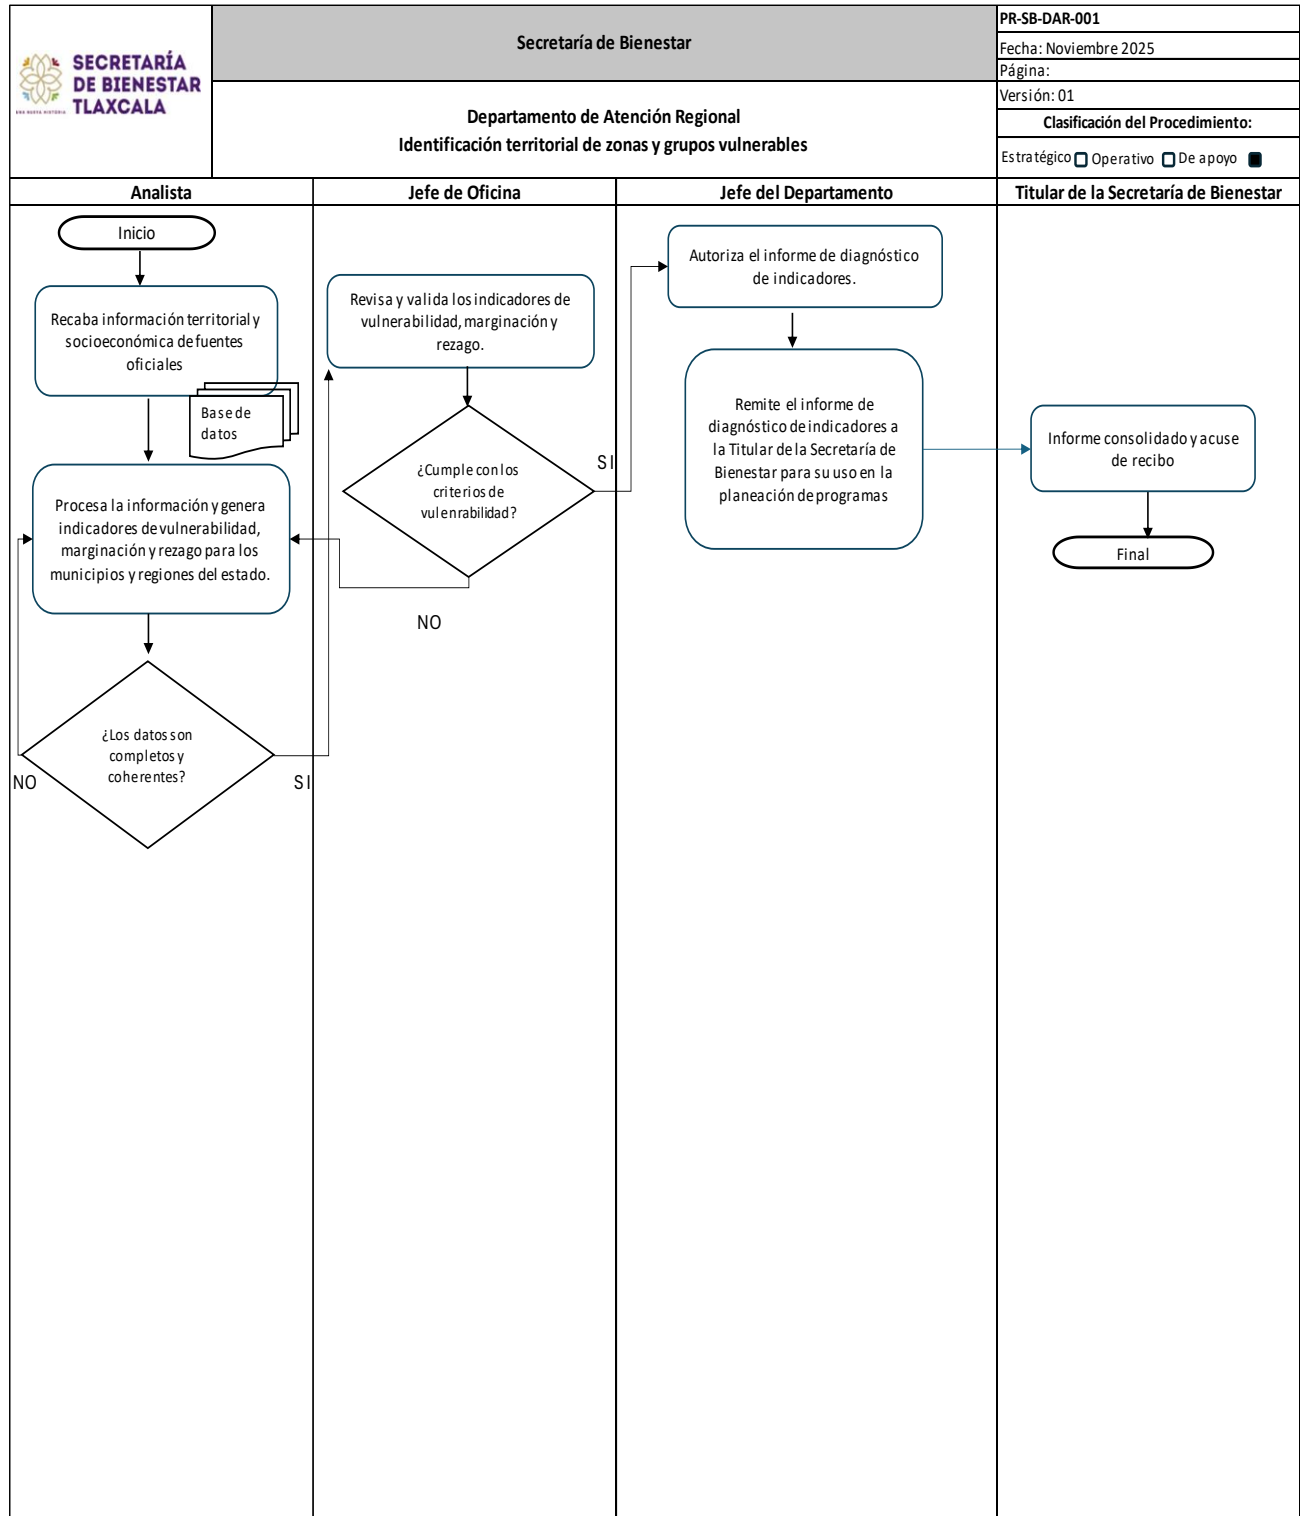 SECRETARÍA
DE BIENESTAR
TLAXCALA
UNA NUEVA HISTORIA
Secretaría de Bienestar
Departamento de Atención Regional
Identificación territorial de zonas y grupos vulnerables
PR-SB-DAR-001
Fecha: Noviembre 2025
Página:
Versión: 01
Clasificación del Procedimiento:
Estratégico Operativo De apoyo
Analista
Jefe de Oficina
Jefe del Departamento
Titular de la Secretaría de Bienestar
Inicio
Recaba información territorial y
socioeconómica de fuentes
oficiales
Base de
datos
Procesa la información y genera
indicadores de vulnerabilidad,
marginación y rezago para los
municipios y regiones del estado.
¿Los datos son
completos y
coherentes?
NO
SI
Revisa y valida los indicadores de
vulnerabilidad, marginación y
rezago.
¿Cumple con los
criterios de
vulenrabilidad?
SI
NO
Autoriza el informe de diagnóstico
de indicadores.
Remite el informe de
diagnóstico de indicadores a
la Titular de la Secretaría de
Bienestar para su uso en la
planeación de programas
Informe consolidado y acuse
de recibo
Final